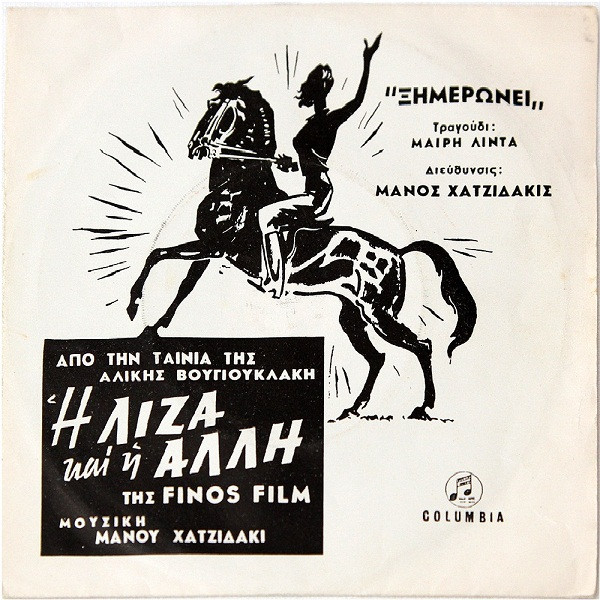 "ΞΗΜΕΡΩΝΕΙ„
Τραγούδι:
ΜΑΙΡΗ ΛΙΝΤΑ
Διεύθυνσις:
ΜΑΝΟΣ ΧΑΤΖΙΔΑΚΙΣ
ΑΠΟ ΤΗΝ ΤΑΙΝΙΑ ΤΗΣ
ΑΛΙΚΗΣ ΒΟΥΓΙΟΥΚΛΑΚΗ
Ἡ ΛΙΖΑ
καί ἡ ΑΛΛΗ
ΤΗΣ FINOS FILM
ΜΟΥΣΙΚΗ
ΜΑΝΟΥ ΧΑΤΖΙΔΑΚΙ
COLUMBIA